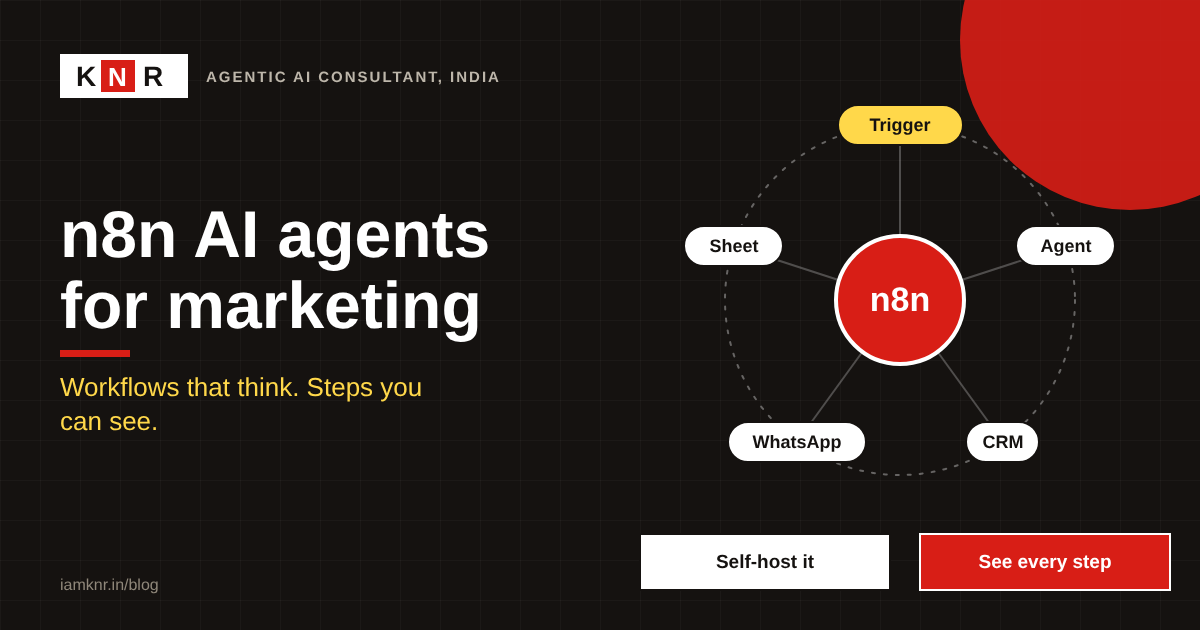 KNR
AGENTIC AI CONSULTANT, INDIA
n8n AI agents
for marketing
Workflows that think. Steps you
can see.
iamknr.in/blog
Trigger
Sheet
Agent
n8n
WhatsApp
CRM
Self-host it
See every step